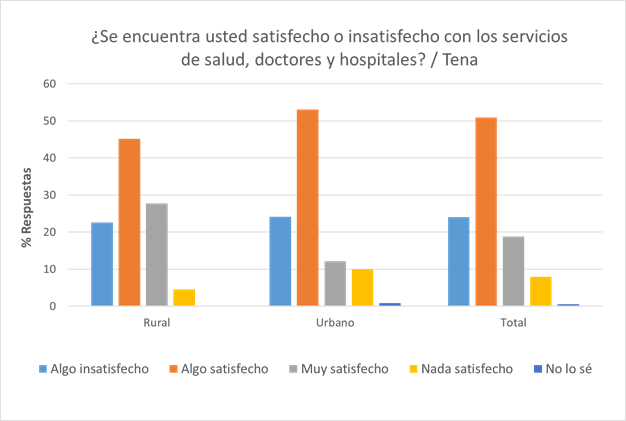 ¿Se encuentra usted satisfecho o insatisfecho con los servicios
de salud, doctores y hospitales? / Tena
% Respuestas
60
50
40
30
20
10
0
Rural Urbano Total
Algo insatisfecho Algo satisfecho Muy satisfecho Nada satisfecho No lo sé